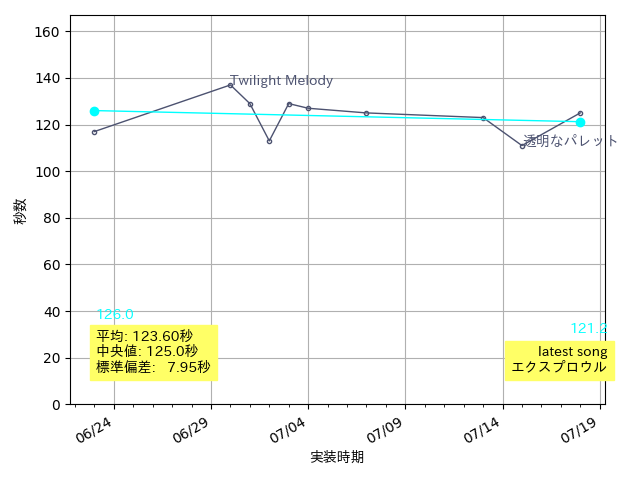 160
140
120
100
80
60
40
20
0
秒数
Twilight Melody
透明なパレット
126.0
121.2
平均: 123.60秒
中央値: 125.0秒
標準偏差: 7.95秒
latest song
エクスプロウル
06/24
06/29
07/04
07/09
07/14
07/19
実装時期